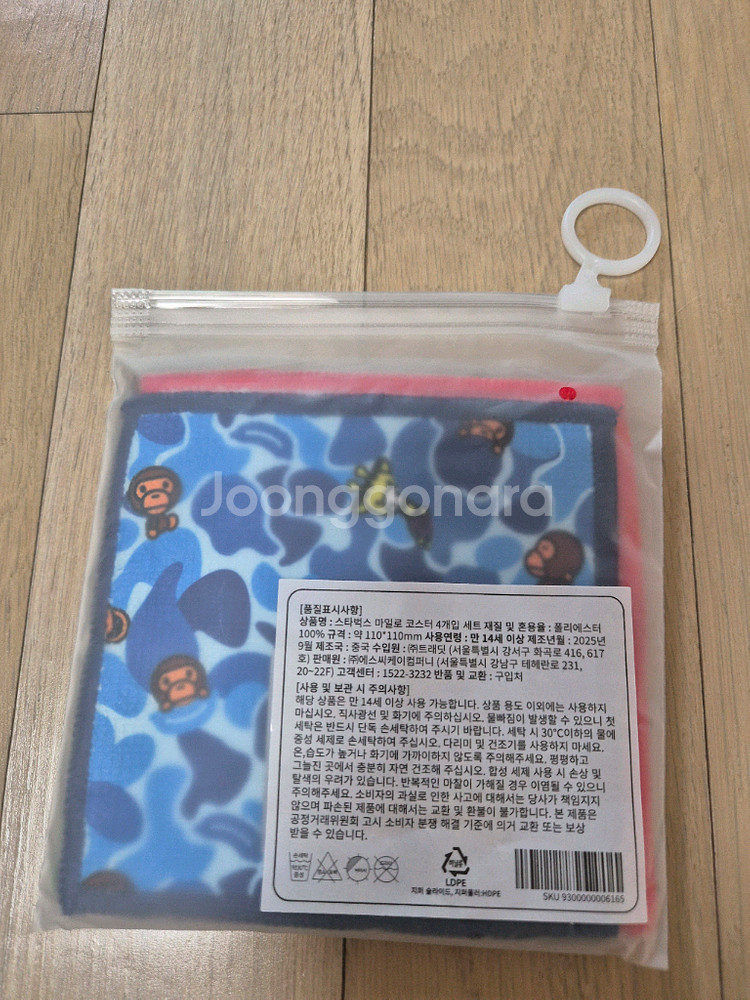 Joonggonara
[품질표시사항]
상품명 : 스타벅스 마일로 코스터 4개입 세트 재질 및 혼용율 : 폴리에스터
100% 규격 : 약 110*110mm 사용연령 : 만 14세 이상 제조년월 : 2025년
9월 제조국 : 중국 수입원 : ㈜트래딧 (서울특별시 강서구 화곡로 416, 617
호) 판매원 : ㈜에스씨케이컴퍼니 (서울특별시 강남구 테헤란로 231,
20~22F) 고객센터 : 1522-3232 반품 및 교환 : 구입처
[사용 및 보관 시 주의사항]
해당 상품은 만 14세 이상 사용 가능합니다. 상품 용도 이외에는 사용하지
마십시오. 직사광선 및 화기에 주의하십시오. 물빠짐이 발생할 수 있으니 첫
세탁은 반드시 단독 손세탁하여 주시기 바랍니다. 세탁 시 30°C이하의 물에
중성 세제로 손세탁하여 주십시오. 다리미 및 건조기를 사용하지 마세요.
온,습도가 높거나 화기에 가까이하지 않도록 주의해주세요. 평평하고
그늘진 곳에서 충분히 자연 건조해 주십시오. 합성 세제 사용 시 손상 및
탈색의 우려가 있습니다. 반복적인 마찰이 가해질 경우 이염될 수 있으니
주의해주세요. 소비자의 과실로 인한 사고에 대해서는 당사가 책임지지
않으며 파손된 제품에 대해서는 교환 및 환불이 불가합니다. 본 제품은
공정거래위원회 고시 소비자 분쟁 해결 기준에 의거 교환 또는 보상
받을 수 있습니다.
손세탁
중성
비닐류
LDPE
지퍼 슬라이드, 지퍼풀러:HDPE
SKU 9300000006165